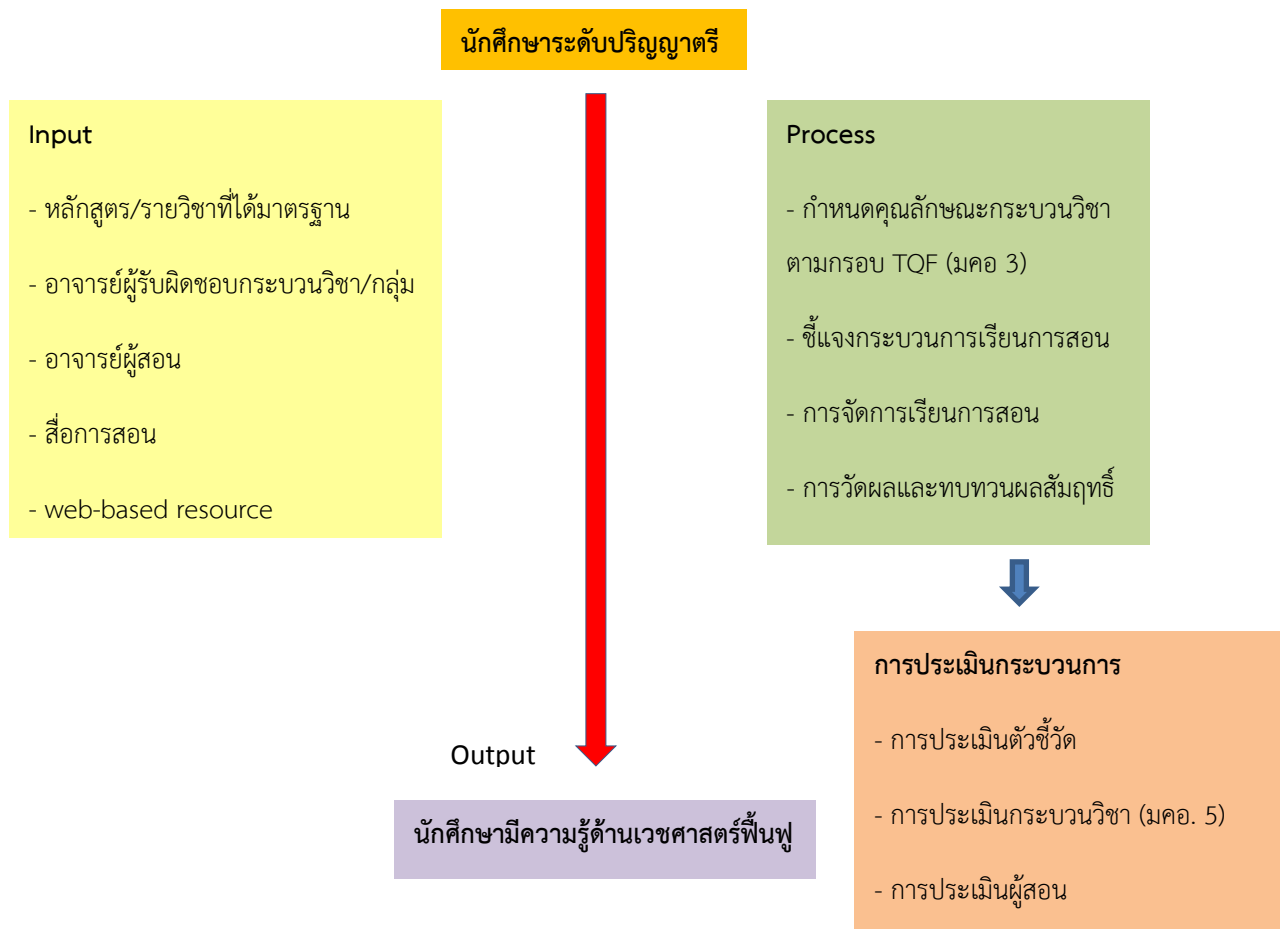 นักศึกษาระดับปริญญาตรี
Input
- หลักสูตร/รายวิชาที่ได้มาตรฐาน
- อาจารย์ผู้รับผิดชอบกระบวนวิชา/กลุ่ม
- อาจารย์ผู้สอน
- สื่อการสอน
- web-based resource
Process
- กำหนดคุณลักษณะกระบวนวิชา
ตามกรอบ TQF (มคอ 3)
- ชี้แจงกระบวนการเรียนการสอน
- การจัดการเรียนการสอน
- การวัดผลและทบทวนผลสัมฤทธิ์
การประเมินกระบวนการ
- การประเมินตัวชี้วัด
- การประเมินกระบวนวิชา (มคอ. 5)
- การประเมินผู้สอน
Output
นักศึกษามีความรู้ด้านเวชศาสตร์ฟื้นฟู